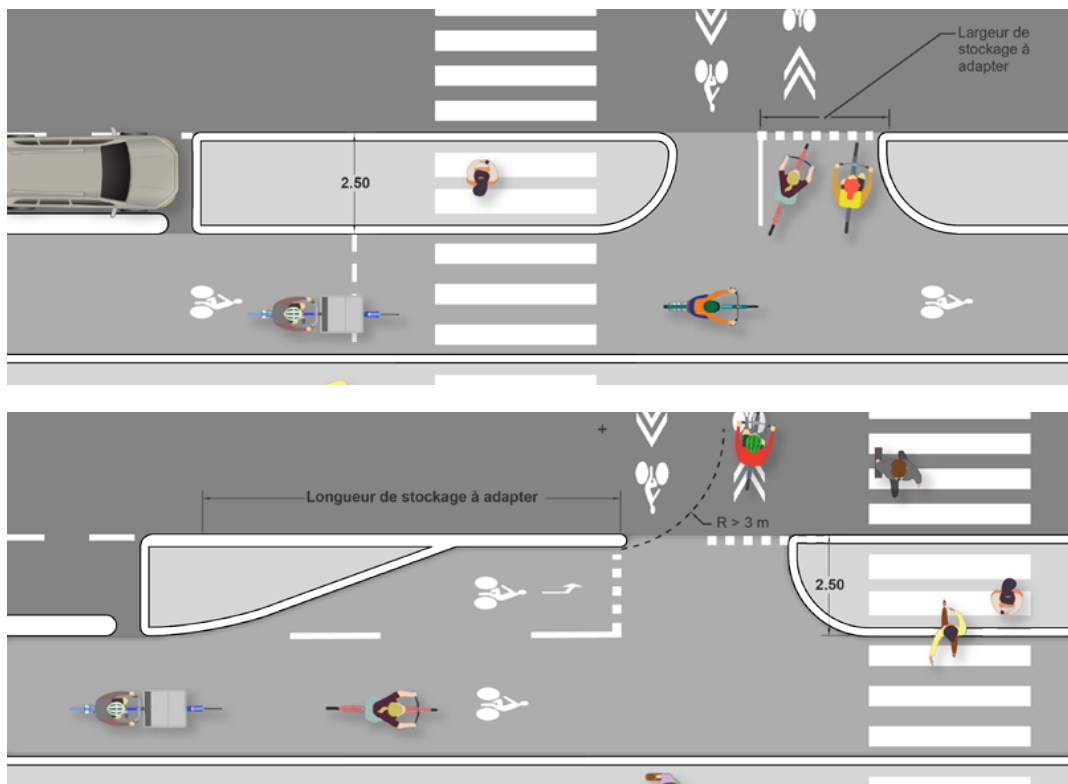 Largeur de
stockage à
adapter
2.50
Longueur de stockage à adapter
R > 3 m
2.50